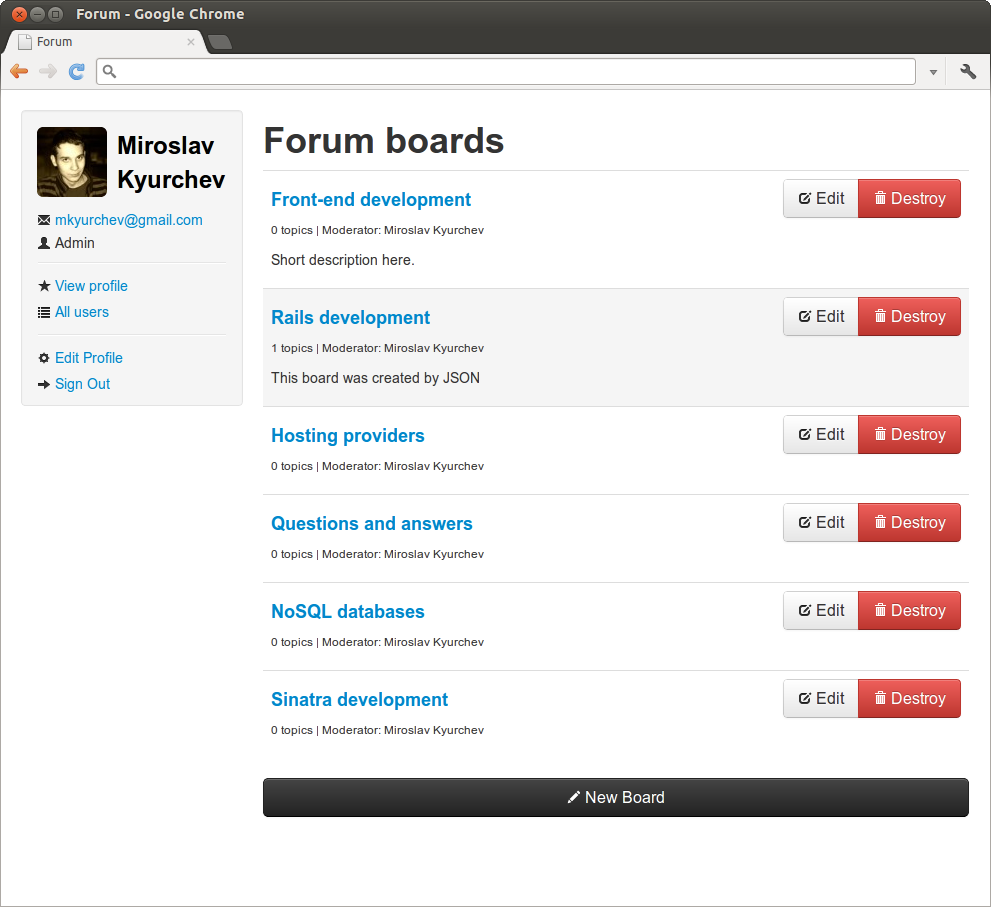 Forum - Google Chrome
Forum
Miroslav
Kyurchev
mkyurchev@gmail.com
Admin
View profile
All users
Edit Profile
Sign Out
Forum boards
Front-end development
Edit Destroy
0 topics | Moderator: Miroslav Kyurchev
Short description here.
Rails development
Edit Destroy
1 topics | Moderator: Miroslav Kyurchev
This board was created by JSON
Hosting providers
Edit Destroy
0 topics | Moderator: Miroslav Kyurchev
Questions and answers
Edit Destroy
0 topics | Moderator: Miroslav Kyurchev
NoSQL databases
Edit Destroy
0 topics | Moderator: Miroslav Kyurchev
Sinatra development
Edit Destroy
0 topics | Moderator: Miroslav Kyurchev
New Board